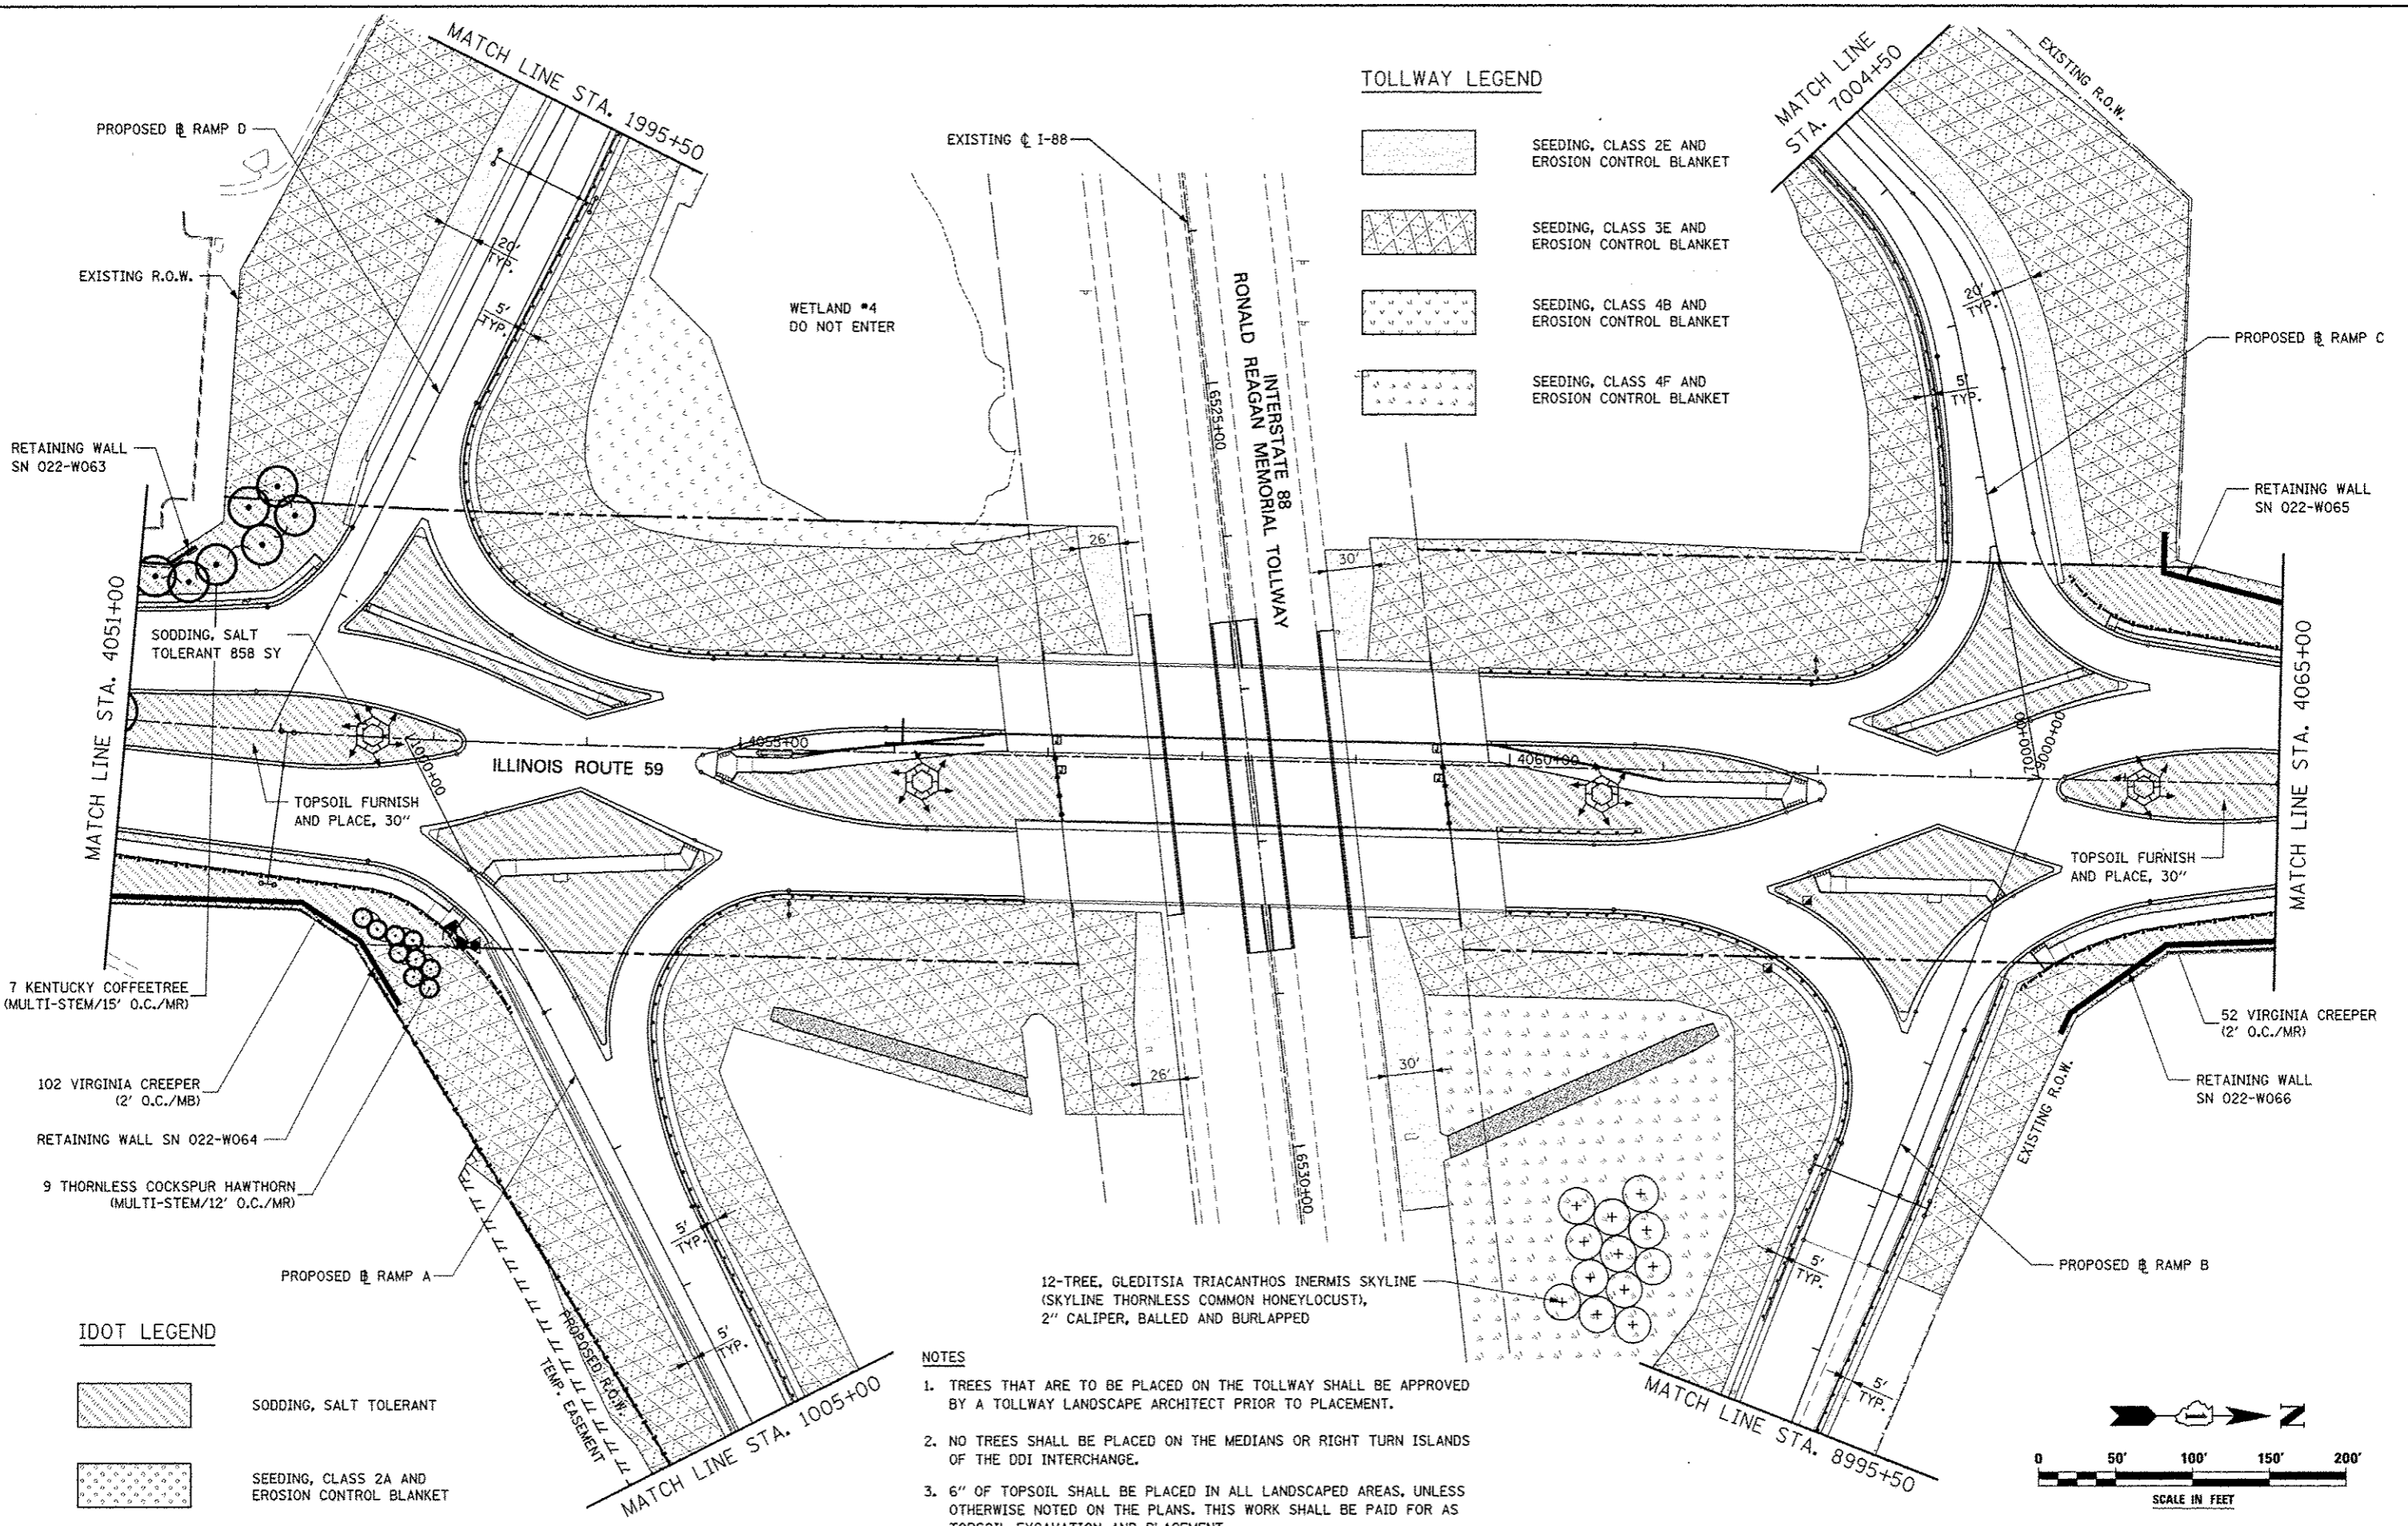 MATCH LINE STA. 1995+50
PROPOSED ⅊ RAMP D
EXISTING ℄ I-88
TOLLWAY LEGEND
SEEDING, CLASS 2E AND
EROSION CONTROL BLANKET
SEEDING, CLASS 3E AND
EROSION CONTROL BLANKET
SEEDING, CLASS 4B AND
EROSION CONTROL BLANKET
SEEDING, CLASS 4F AND
EROSION CONTROL BLANKET
MATCH LINE
STA. 7004+50
EXISTING R.O.W.
20'
TYP.
5'
TYP.
EXISTING R.O.W.
WETLAND #4
DO NOT ENTER
INTERSTATE 88
RONALD REAGAN MEMORIAL TOLLWAY
6525+00
20'
TYP.
5'
TYP.
PROPOSED ⅊ RAMP C
RETAINING WALL
SN 022-W063
RETAINING WALL
SN 022-W065
26'
30'
MATCH LINE STA. 4051+00
SODDING, SALT
TOLERANT 858 SY
MATCH LINE STA. 4065+00
1000+00
4055+00
ILLINOIS ROUTE 59
4060+00
7000+00
9000+00
TOPSOIL FURNISH
AND PLACE, 30"
TOPSOIL FURNISH
AND PLACE, 30"
7 KENTUCKY COFFEETREE
(MULTI-STEM/15' O.C./MR)
52 VIRGINIA CREEPER
(2' O.C./MR)
102 VIRGINIA CREEPER
(2' O.C./MB)
26'
30'
RETAINING WALL
SN 022-W066
EXISTING R.O.W.
RETAINING WALL SN 022-W064
9 THORNLESS COCKSPUR HAWTHORN
(MULTI-STEM/12' O.C./MR)
6530+00
5'
TYP.
5'
TYP.
PROPOSED ⅊ RAMP A
PROPOSED ⅊ RAMP B
12-TREE, GLEDITSIA TRIACANTHOS INERMIS SKYLINE
(SKYLINE THORNLESS COMMON HONEYLOCUST),
2" CALIPER, BALLED AND BURLAPPED
PROPOSED R.O.W.
TEMP. EASEMENT
5'
TYP.
5'
TYP.
MATCH LINE STA. 1005+00
MATCH LINE STA. 8995+50
IDOT LEGEND
SODDING, SALT TOLERANT
SEEDING, CLASS 2A AND
EROSION CONTROL BLANKET
NOTES
1. TREES THAT ARE TO BE PLACED ON THE TOLLWAY SHALL BE APPROVED
BY A TOLLWAY LANDSCAPE ARCHITECT PRIOR TO PLACEMENT.
2. NO TREES SHALL BE PLACED ON THE MEDIANS OR RIGHT TURN ISLANDS
OF THE DDI INTERCHANGE.
3. 6" OF TOPSOIL SHALL BE PLACED IN ALL LANDSCAPED AREAS, UNLESS
OTHERWISE NOTED ON THE PLANS. THIS WORK SHALL BE PAID FOR AS
TOPSOIL EXCAVATION AND PLACEMENT
N
0 50' 100' 150' 200'
SCALE IN FEET